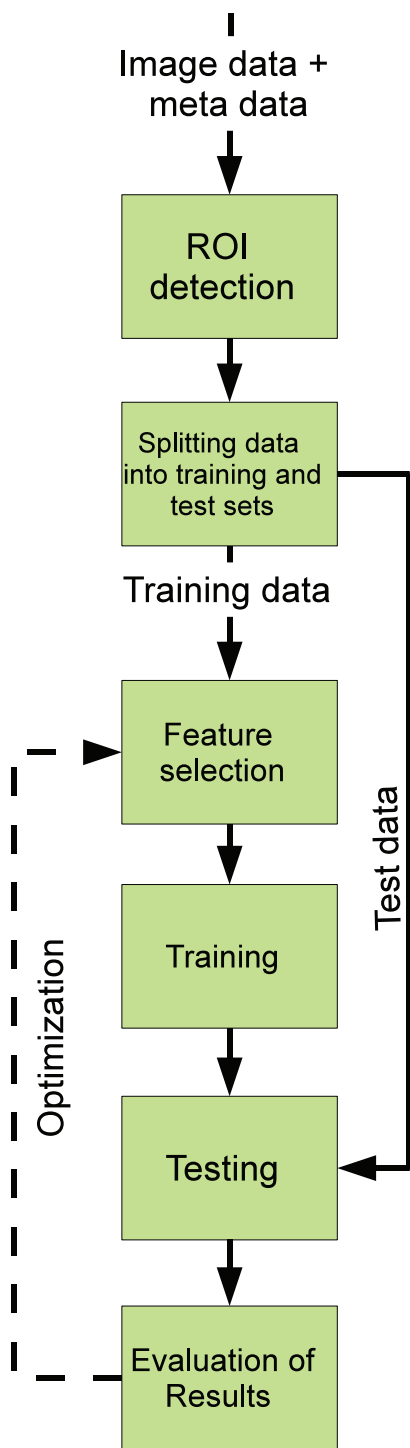 Image data +
meta data
ROI
detection
Splitting data
into training and
test sets
Training data
Feature
selection
Training
Test data
Optimization
Testing
Evaluation of
Results